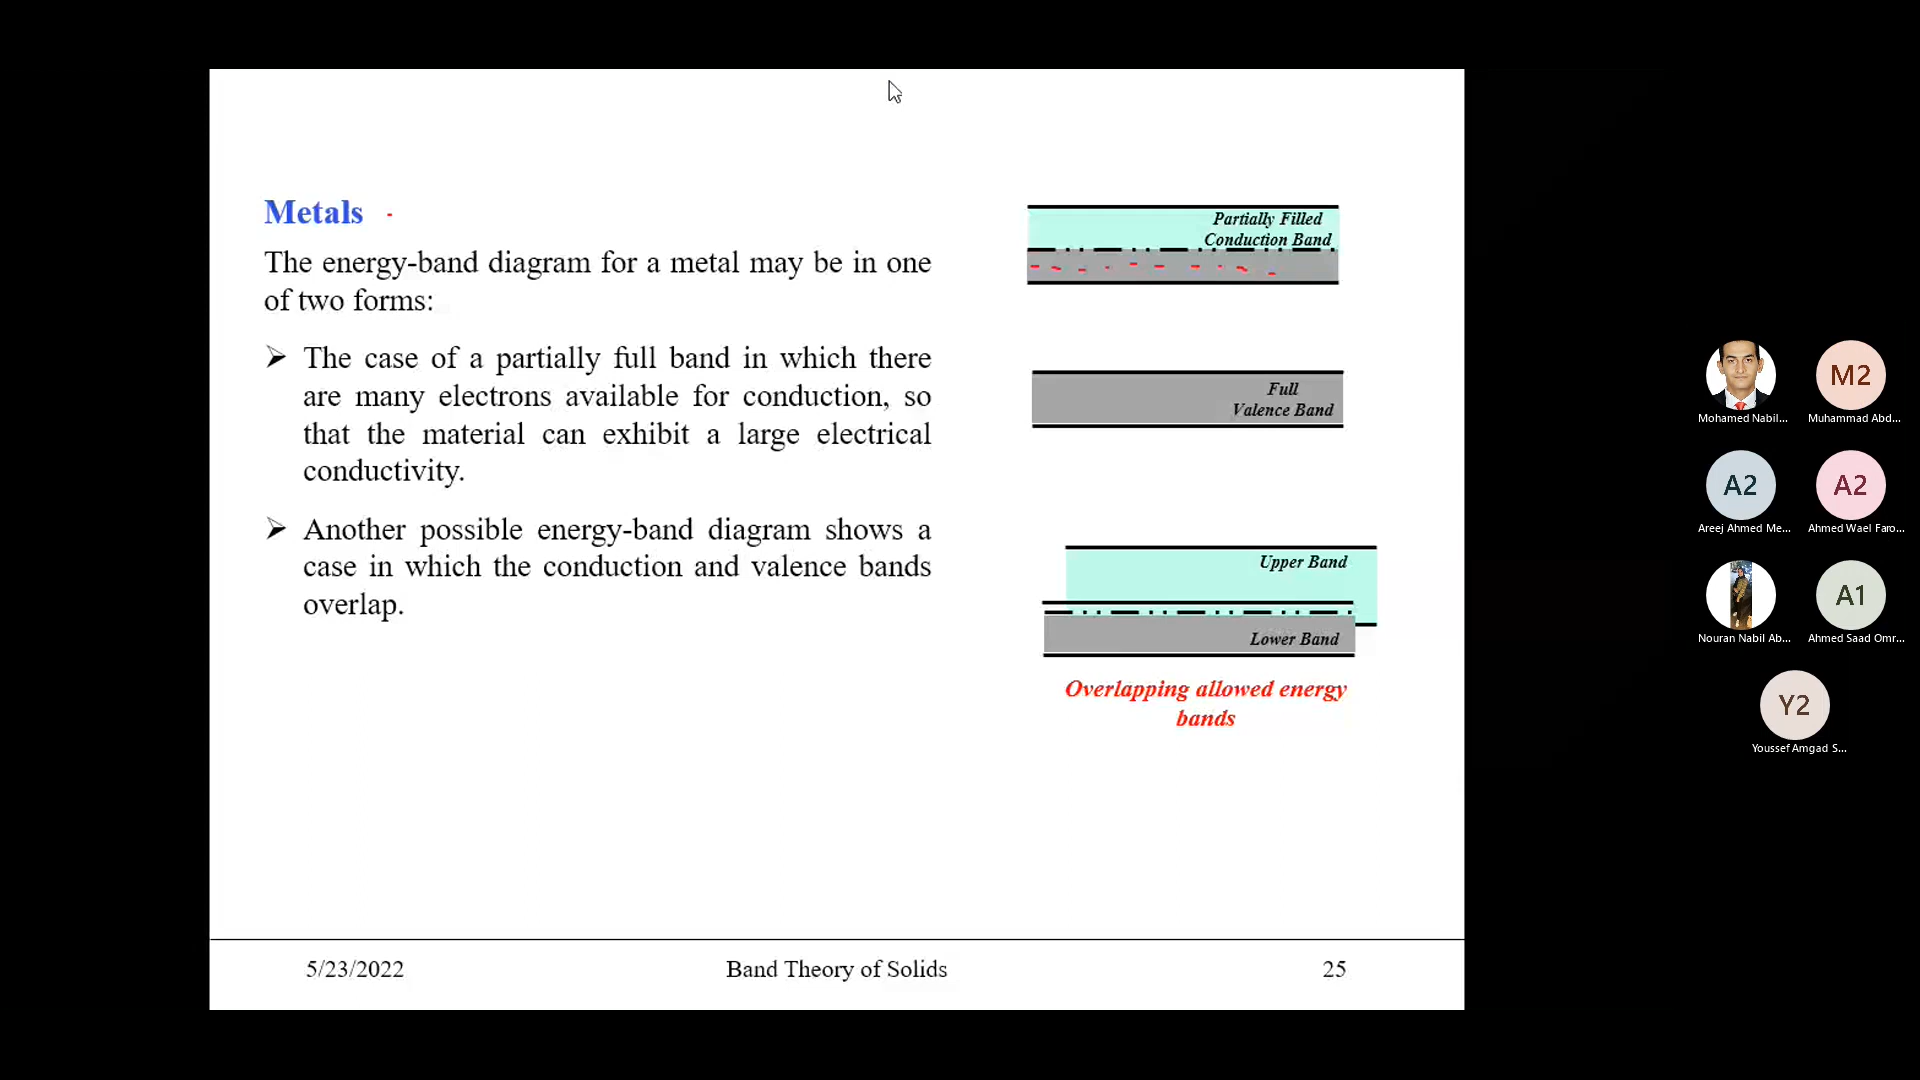 Metals
The energy-band diagram for a metal may be in one
of two forms:
➢ The case of a partially full band in which there
are many electrons available for conduction, so
that the material can exhibit a large electrical
conductivity.
➢ Another possible energy-band diagram shows a
case in which the conduction and valence bands
overlap.
Partially Filled
Conduction Band
Full
Valence Band
Upper Band
Lower Band
Overlapping allowed energy
bands
5/23/2022
Band Theory of Solids
25
Mohamed Nabil...
M2
Muhammad Abd...
A2
Areej Ahmed Me...
A2
Ahmed Wael Faro...
Nouran Nabil Ab...
A1
Ahmed Saad Omr...
Y2
Youssef Amgad S...